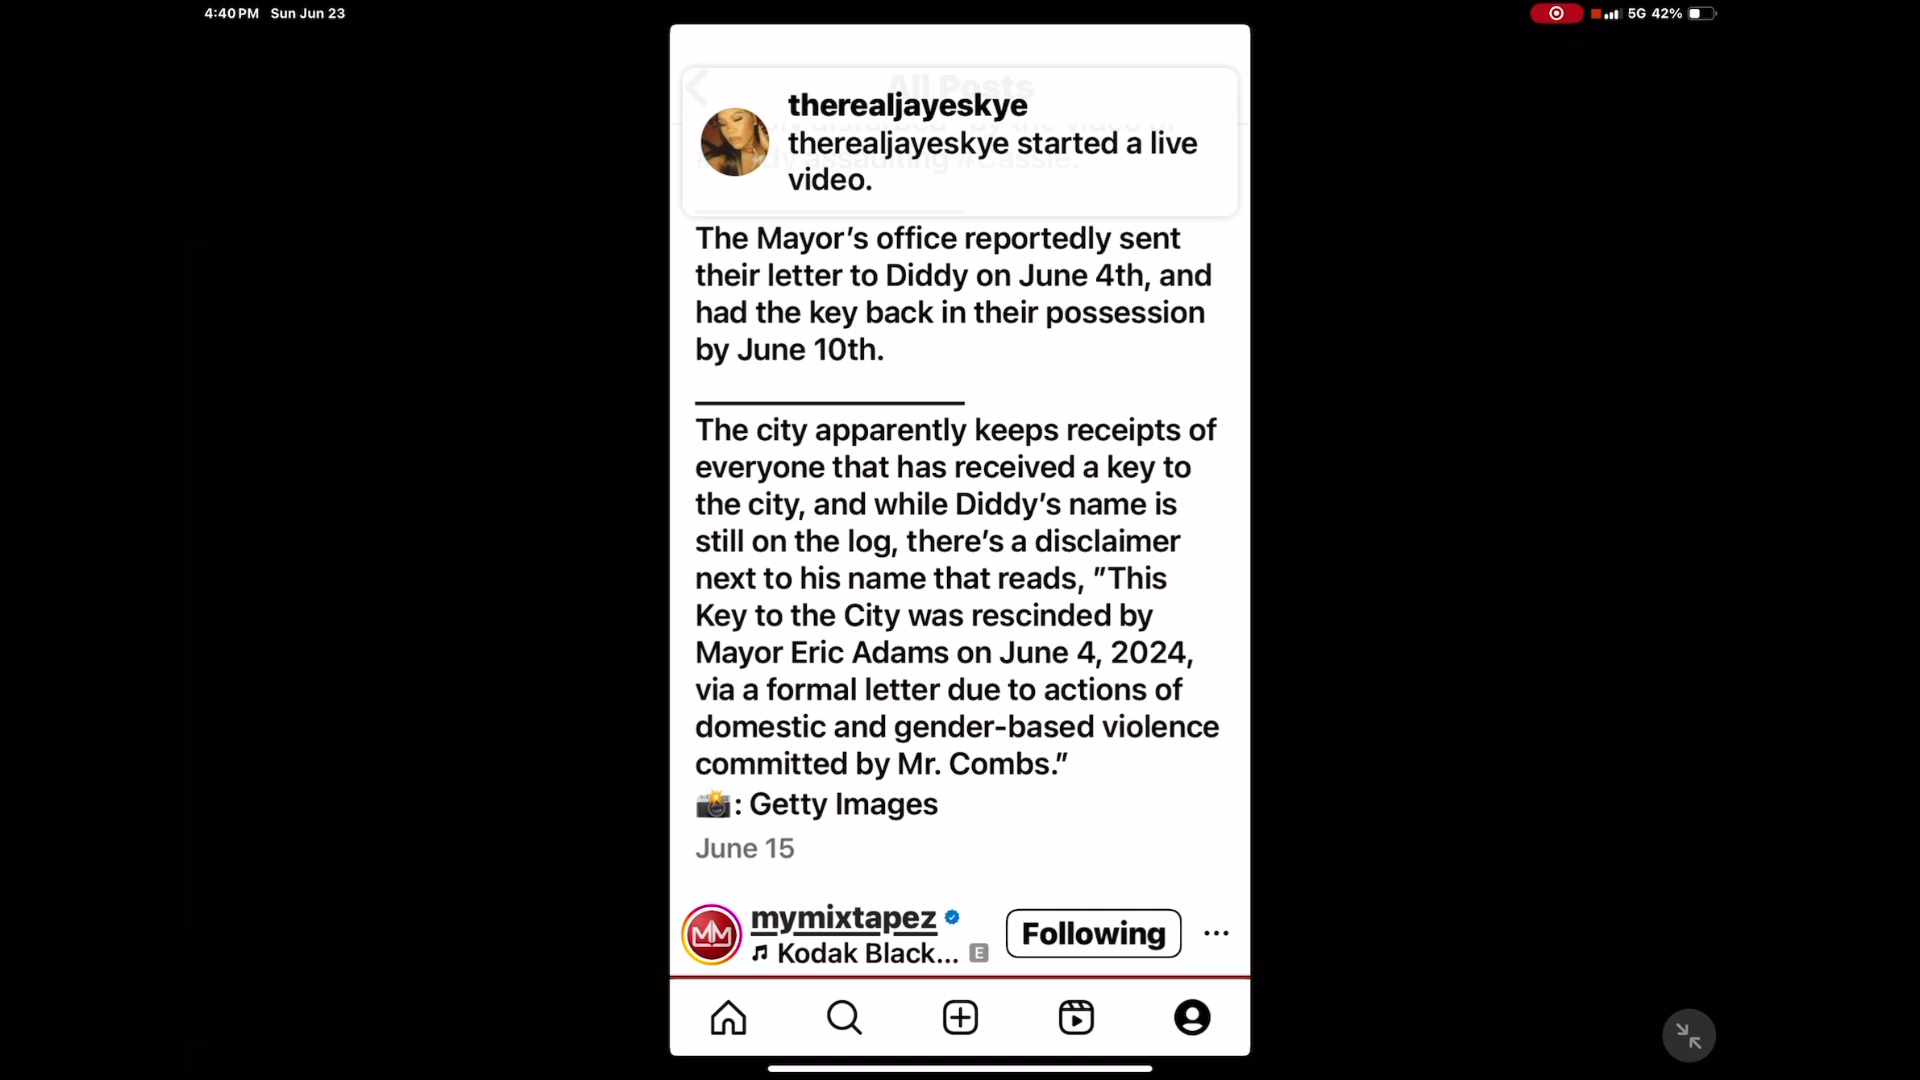 4:40 PM Sun Jun 23
5G 42%
All Posts
therealjayeskye
therealjayeskye started a live
video.
assaulting #Cassie.
The Mayor’s office reportedly sent
their letter to Diddy on June 4th, and
had the key back in their possession
by June 10th.
The city apparently keeps receipts of
everyone that has received a key to
the city, and while Diddy’s name is
still on the log, there’s a disclaimer
next to his name that reads, "This
Key to the City was rescinded by
Mayor Eric Adams on June 4, 2024,
via a formal letter due to actions of
domestic and gender-based violence
committed by Mr. Combs."
: Getty Images
June 15
MM
mymixtapez
Kodak Black... E
Following